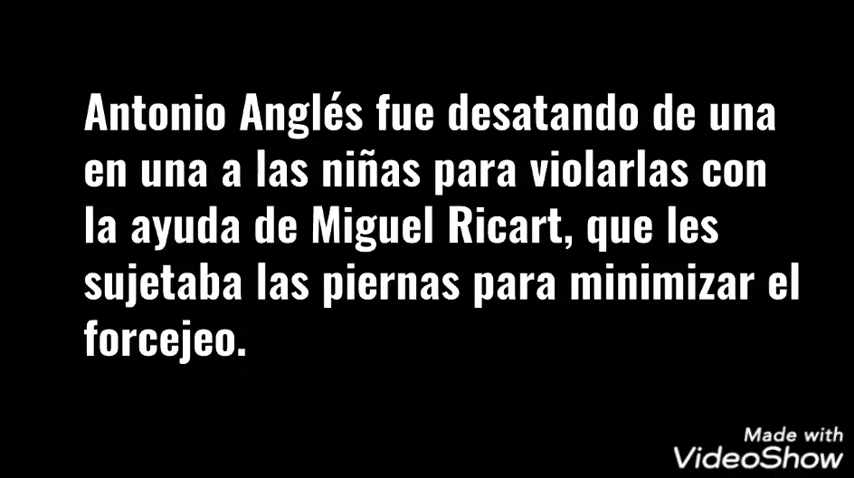 Antonio Anglés fue desatando de una
en una a las niñas para violarlas con
la ayuda de Miguel Ricart, que les
sujetaba las piernas para minimizar el
forcejeo.
Made with
VideoShow